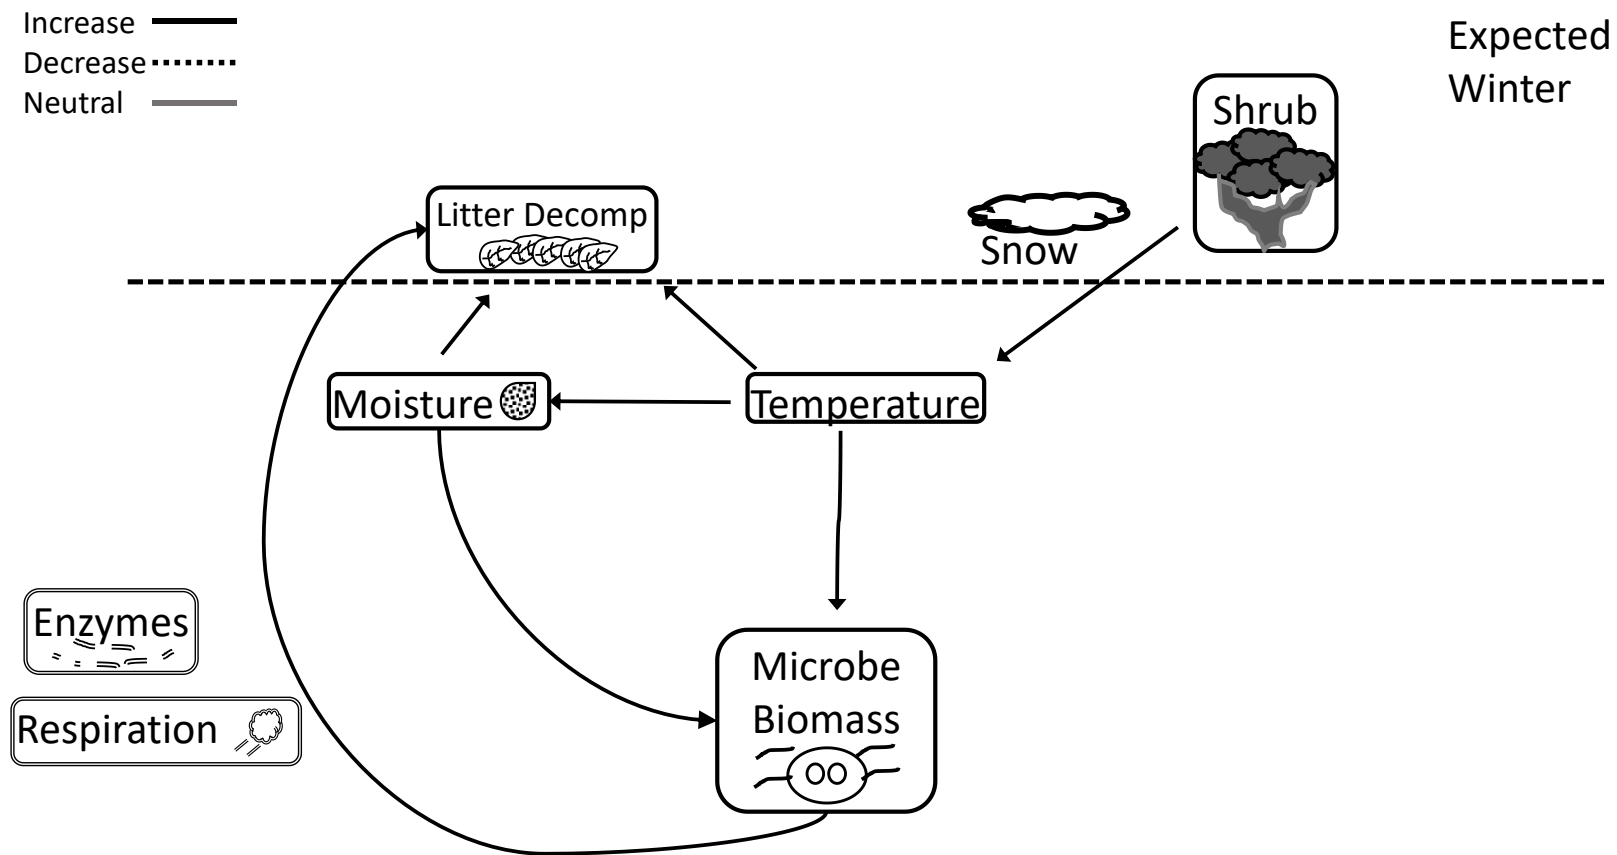 Increase
Decrease
Neutral
Expected
Winter
Shrub
Litter Decomp
Snow
Moisture
Temperature
Enzymes
Microbe
Biomass
Respiration